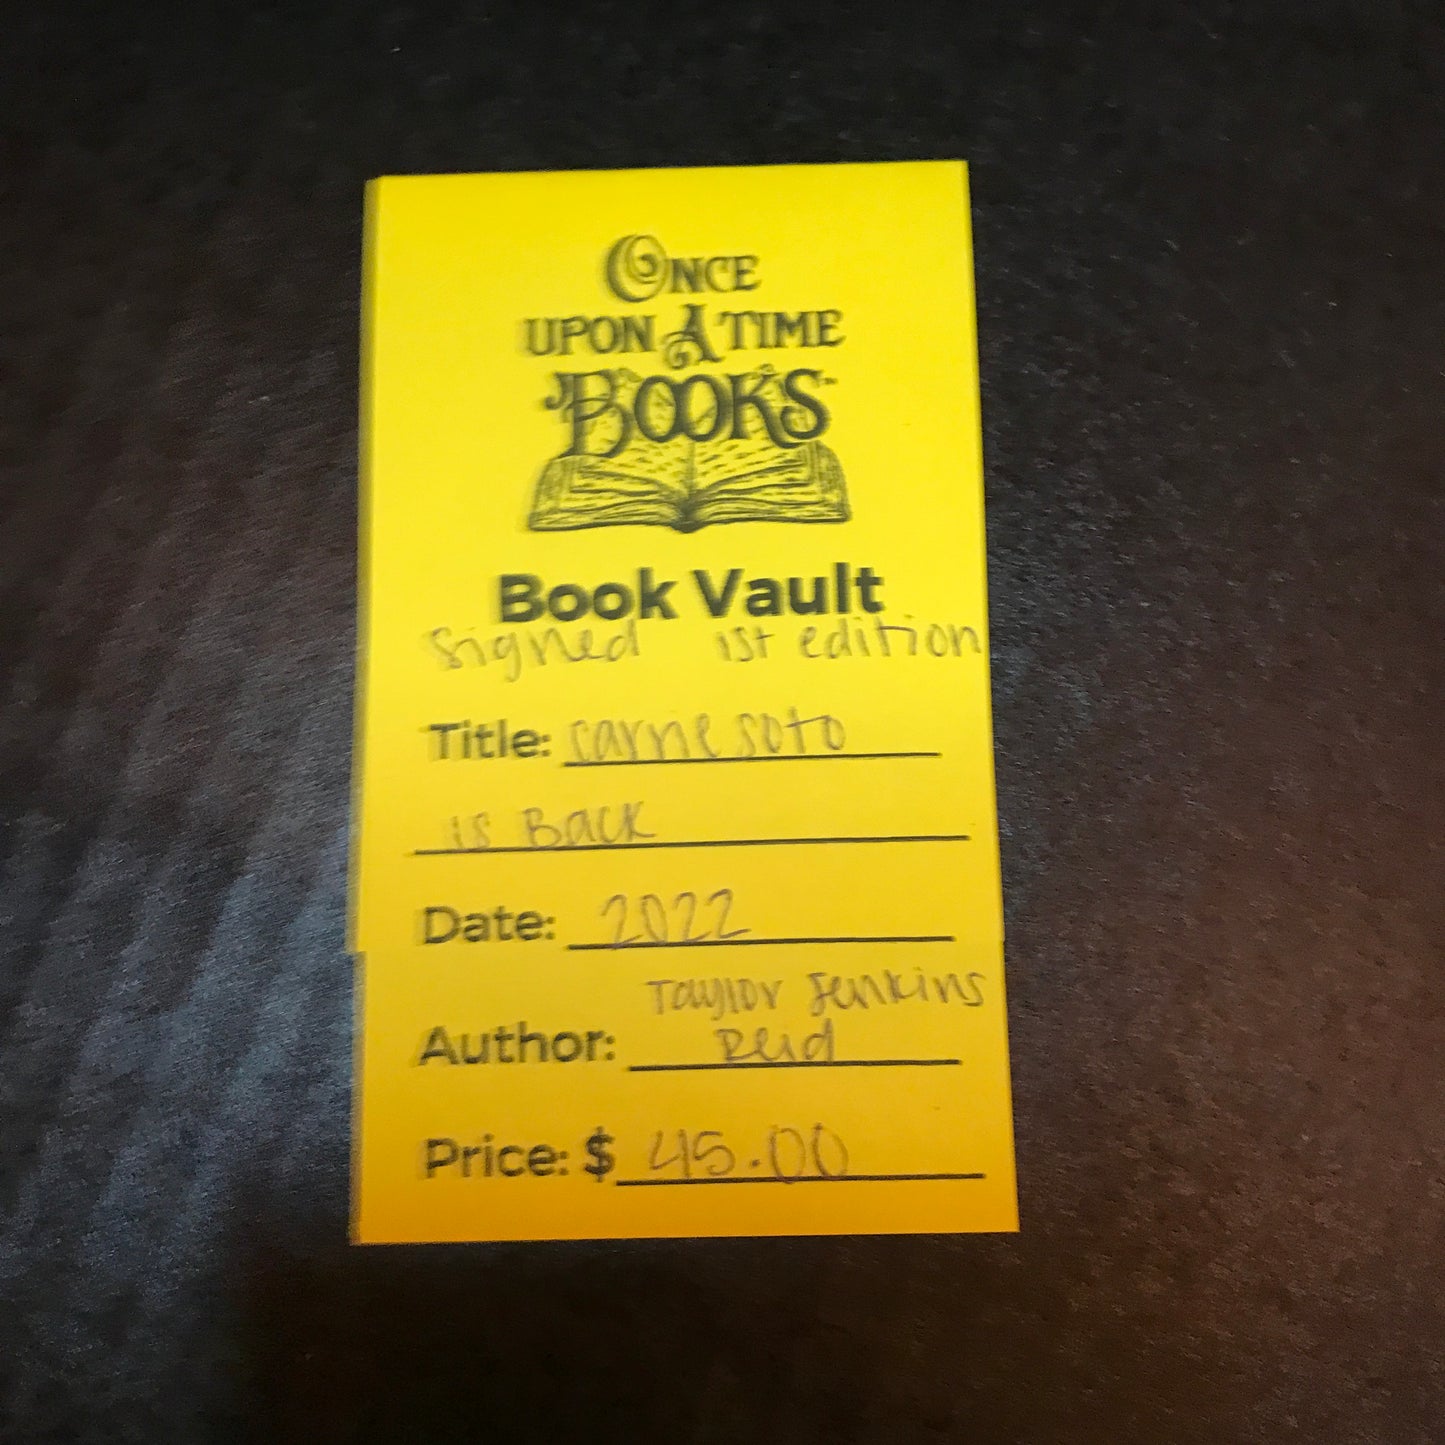 ONCE
UPON A TIME
BOOKS
Book Vault
signed 1st edition
Title: carrie soto
is Back
Date: 2022
Taylor Jenkins
Author: Reid
Price: $ 45.00